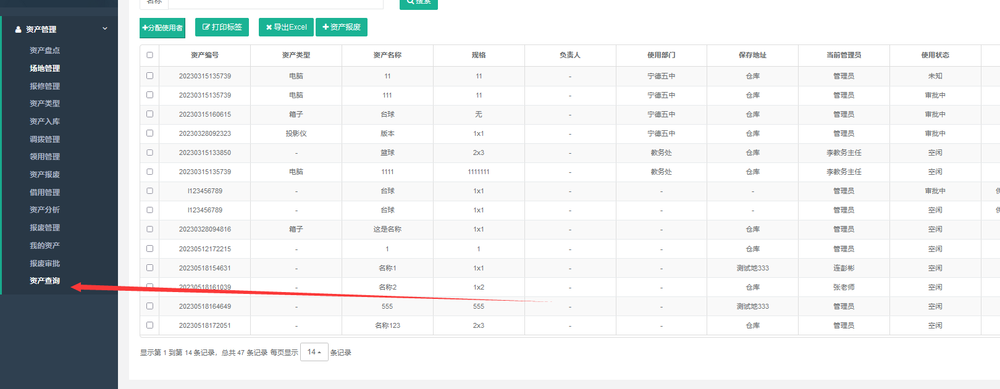 名称
搜索
资产管理
资产盘点
场地管理
报修管理
资产类型
资产入库
调拨管理
领用管理
资产报废
借用管理
资产分析
报废管理
我的资产
报废审批
资产查询
+分配使用者 打印标签 导出Excel 资产报废
资产编号 资产类型 资产名称 规格 负责人 使用部门 保存地址 当前管理员 使用状态
20230315135739 电脑 11 11 - 宁德五中 仓库 管理员 未知
20230315135739 电脑 111 11 - 宁德五中 仓库 管理员 审批中
20230315160615 箱子 台球 无 - 宁德五中 仓库 管理员 审批中
20230328092323 投影仪 版本 1x1 - 宁德五中 仓库 管理员 审批中
20230315133850 - 篮球 2x3 - 教务处 仓库 李教务主任 空闲
20230315135739 电脑 1111 1111111 - 教务处 仓库 李教务主任 空闲
I123456789 - 台球 1x1 - - - 管理员 审批中
I123456789 - 台球 1x1 - - - 管理员 空闲
20230328094816 箱子 这是名称 1x1 - - 仓库 管理员 空闲
20230512172215 - 1 1 - - 仓库 管理员 空闲
20230518154631 - 名称1 1x1 - - 测试地333 连彭彬 空闲
20230518161039 - 名称2 1x2 - - 仓库 张老师 空闲
20230518164649 - 555 555 - - 测试地333 管理员 空闲
20230518172051 - 名称123 2x3 - - 仓库 管理员 空闲
显示第 1 到第 14 条记录，总共 47 条记录 每页显示 14 条记录